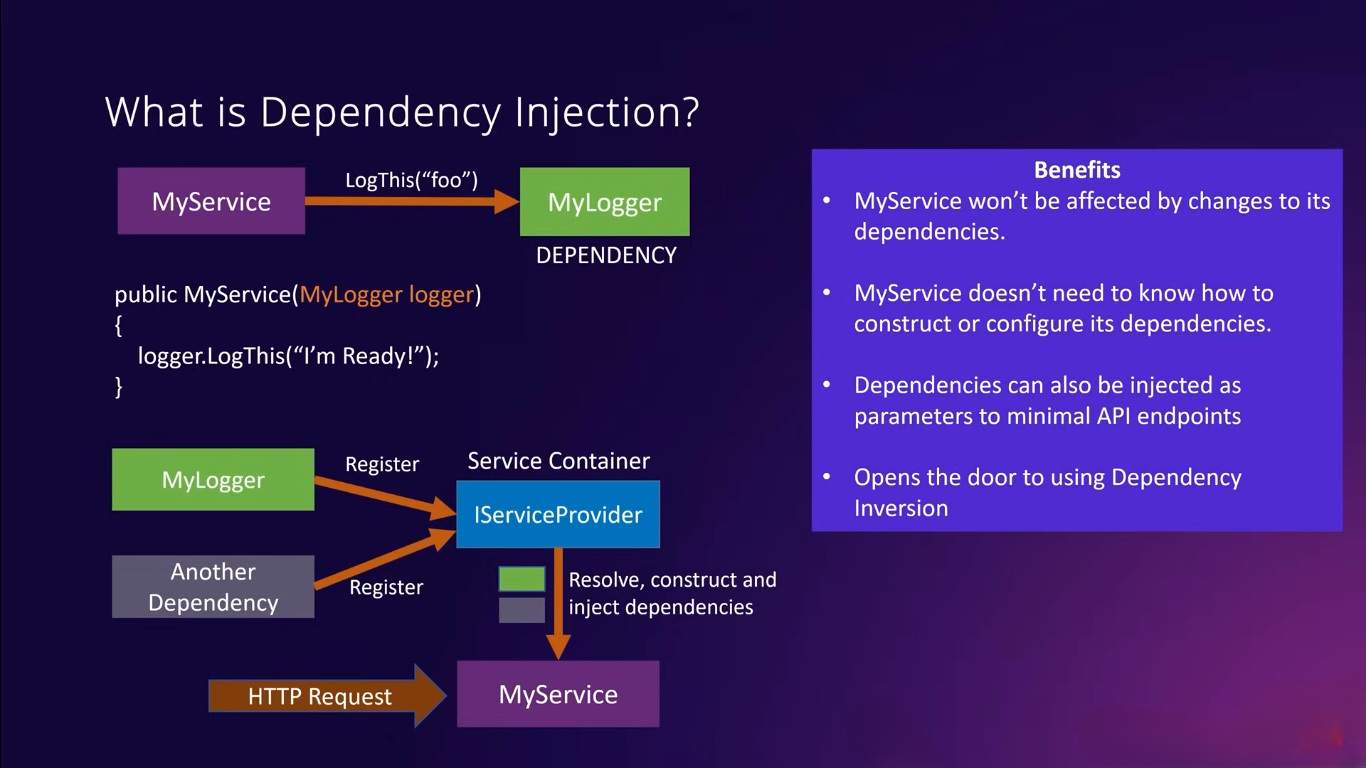 What is Dependency Injection?
MyService
LogThis(“foo”)
MyLogger
DEPENDENCY
public MyService(MyLogger logger)
{
logger.LogThis(“I’m Ready!”);
}
MyLogger
Register
Service Container
IServiceProvider
Another
Dependency
Register
Resolve, construct and
inject dependencies
HTTP Request
MyService
Benefits
• MyService won’t be affected by changes to its
dependencies.
• MyService doesn’t need to know how to
construct or configure its dependencies.
• Dependencies can also be injected as
parameters to minimal API endpoints
• Opens the door to using Dependency
Inversion